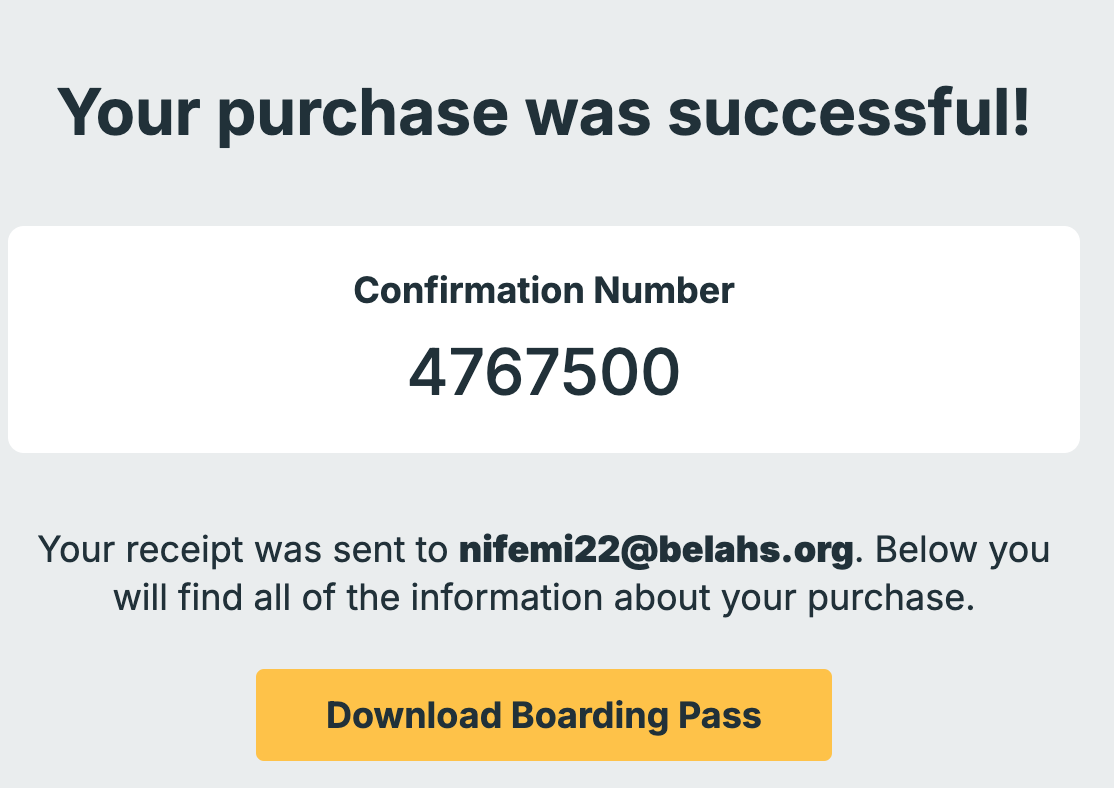 Your purchase was successful!
Confirmation Number
4767500
Your receipt was sent to nifemi22@belahs.org. Below you
will find all of the information about your purchase.
Download Boarding Pass